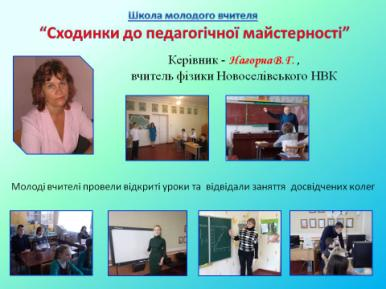 Школа молодого вчителя
“Сходинки до педагогічної майстерності”
Керівник - Нагорна В.Г. ,
вчитель фізики Новоселівського НВК
Молоді вчителі провели відкриті уроки та відвідали заняття досвідчених колег